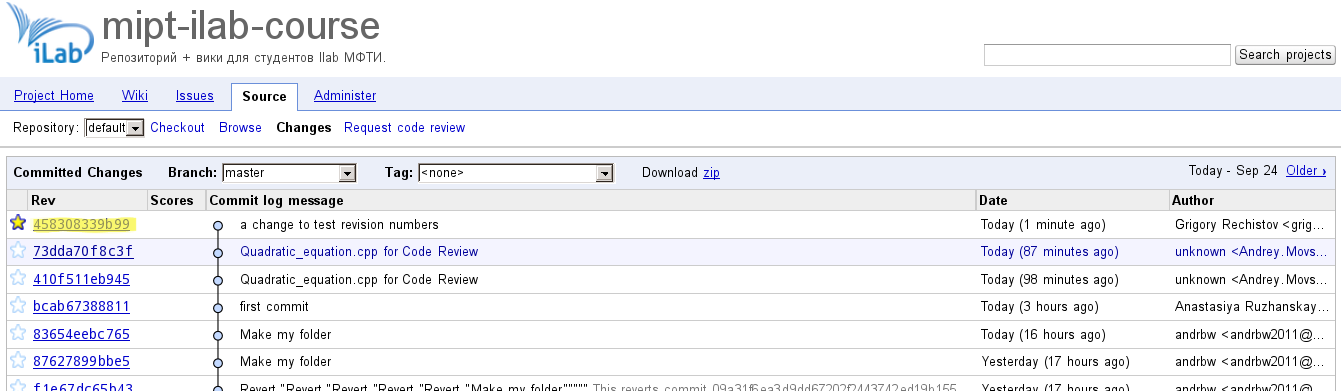 iLab
mipt-ilab-course
Репозиторий + вики для студентов Ilab МФТИ.
Search projects
Project Home Wiki Issues Source Administer
Repository: default Checkout Browse Changes Request code review
Committed Changes Branch: master Tag: <none> Download zip Today - Sep 24 Older ›
Rev Scores Commit log message Date Author
458308339b99 a change to test revision numbers Today (1 minute ago) Grigory Rechistov <grig...
73dda70f8c3f Quadratic_equation.cpp for Code Review Today (87 minutes ago) unknown <Andrey.Movs...
410f511eb945 Quadratic_equation.cpp for Code Review Today (98 minutes ago) unknown <Andrey.Movs...
bcab67388811 first commit Today (3 hours ago) Anastasiya Ruzhanskay...
83654eebc765 Make my folder Today (16 hours ago) andrbw <andrbw2011@...
87627899bbe5 Make my folder Yesterday (17 hours ago) andrbw <andrbw2011@...
f1e67dc65b43 Revert "Revert "Revert "Revert "Revert "Make my folder""""" This reverts commit Yesterday (17 hours ago) andrbw <andrbw2011@...